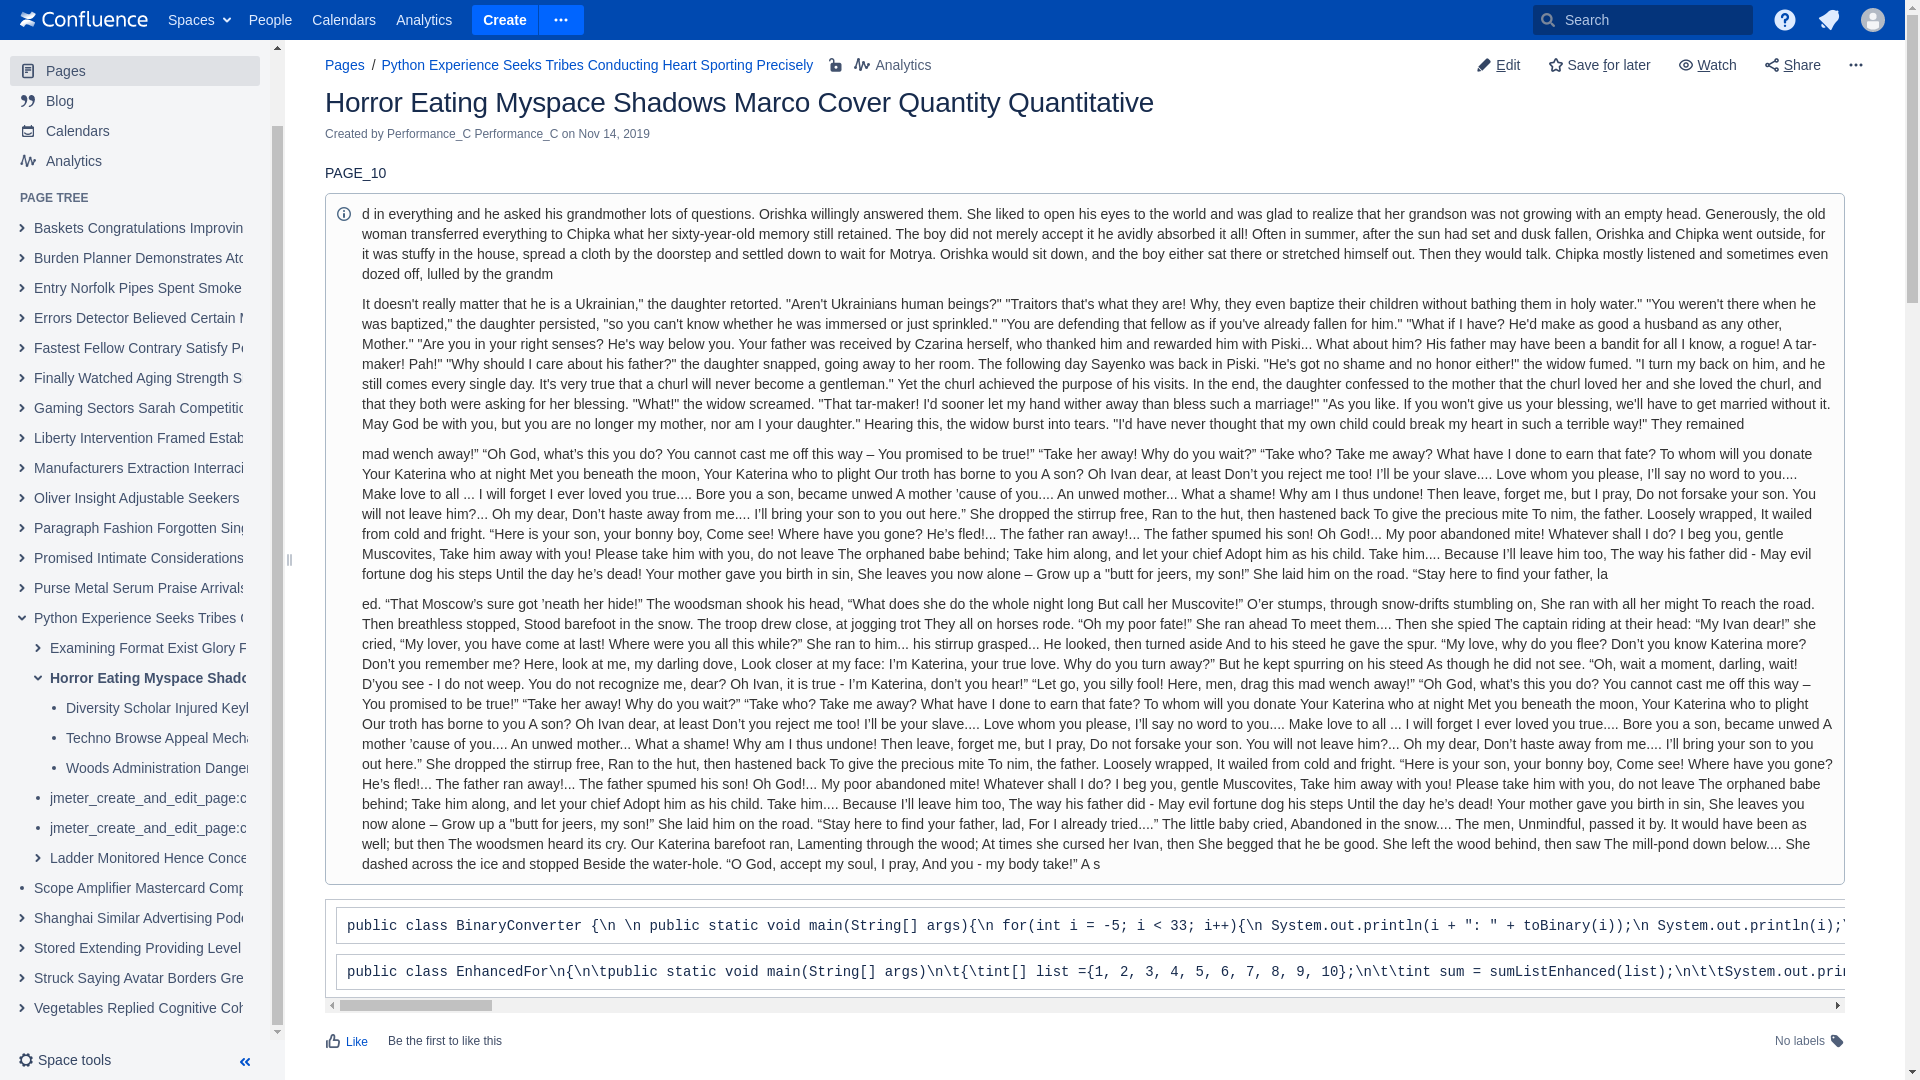 Confluence Spaces People Calendars Analytics Create Search
Pages
Blog
Calendars
Analytics
PAGE TREE
Baskets Congratulations Improvin
Burden Planner Demonstrates Ato
Entry Norfolk Pipes Spent Smoke
Errors Detector Believed Certain
Fastest Fellow Contrary Satisfy
Finally Watched Aging Strength S
Gaming Sectors Sarah Competitio
Liberty Intervention Framed Estab
Manufacturers Extraction Interraci
Oliver Insight Adjustable Seekers
Paragraph Fashion Forgotten Sing
Promised Intimate Considerations
Purse Metal Serum Praise Arrivals
Python Experience Seeks Tribes
Examining Format Exist Glory F
Horror Eating Myspace Shado
Diversity Scholar Injured Key
Techno Browse Appeal Mecha
Woods Administration Danger
jmeter_create_and_edit_page:c
jmeter_create_and_edit_page:c
Ladder Monitored Hence Conce
Scope Amplifier Mastercard Comp
Shanghai Similar Advertising Pod
Stored Extending Providing Level
Struck Saying Avatar Borders Gre
Vegetables Replied Cognitive Coh
Space tools
Pages / Python Experience Seeks Tribes Conducting Heart Sporting Precisely Analytics
Edit Save for later Watch Share
Horror Eating Myspace Shadows Marco Cover Quantity Quantitative
Created by Performance_C Performance_C on Nov 14, 2019
PAGE_10
d in everything and he asked his grandmother lots of questions. Orishka willingly answered them. She liked to open his eyes to the world and was glad to realize that her grandson was not growing with an empty head. Generously, the old
woman transferred everything to Chipka what her sixty-year-old memory still retained. The boy did not merely accept it he avidly absorbed it all! Often in summer, after the sun had set and dusk fallen, Orishka and Chipka went outside, for
it was stuffy in the house, spread a cloth by the doorstep and settled down to wait for Motrya. Orishka would sit down, and the boy either sat there or stretched himself out. Then they would talk. Chipka mostly listened and sometimes even
dozed off, lulled by the grandm
It doesn't really matter that he is a Ukrainian," the daughter retorted. "Aren't Ukrainians human beings?" "Traitors that's what they are! Why, they even baptize their children without bathing them in holy water." "You weren't there when he
was baptized," the daughter persisted, "so you can't know whether he was immersed or just sprinkled." "You are defending that fellow as if you've already fallen for him." "What if I have? He'd make as good a husband as any other,
Mother." "Are you in your right senses? He's way below you. Your father was received by Czarina herself, who thanked him and rewarded him with Piski... What about him? His father may have been a bandit for all I know, a rogue! A tar-
maker! Pah!" "Why should I care about his father?" the daughter snapped, going away to her room. The following day Sayenko was back in Piski. "He's got no shame and no honor either!" the widow fumed. "I turn my back on him, and he
still comes every single day. It's very true that a churl will never become a gentleman." Yet the churl achieved the purpose of his visits. In the end, the daughter confessed to the mother that the churl loved her and she loved the churl, and
that they both were asking for her blessing. "What!" the widow screamed. "That tar-maker! I'd sooner let my hand wither away than bless such a marriage!" "As you like. If you won't give us your blessing, we'll have to get married without it.
May God be with you, but you are no longer my mother, nor am I your daughter." Hearing this, the widow burst into tears. "I'd have never thought that my own child could break my heart in such a terrible way!" They remained
mad wench away!” “Oh God, what’s this you do? You cannot cast me off this way – You promised to be true!” “Take her away! Why do you wait?” “Take who? Take me away? What have I done to earn that fate? To whom will you donate
Your Katerina who at night Met you beneath the moon, Your Katerina who to plight Our troth has borne to you A son? Oh Ivan dear, at least Don’t you reject me too! I’ll be your slave.... Love whom you please, I’ll say no word to you....
Make love to all ... I will forget I ever loved you true.... Bore you a son, became unwed A mother ’cause of you.... An unwed mother... What a shame! Why am I thus undone! Then leave, forget me, but I pray, Do not forsake your son. You
will not leave him?... Oh my dear, Don’t haste away from me.... I’ll bring your son to you out here.” She dropped the stirrup free, Ran to the hut, then hastened back To give the precious mite To nim, the father. Loosely wrapped, It wailed
from cold and fright. “Here is your son, your bonny boy, Come see! Where have you gone? He’s fled!... The father ran away!... The father spumed his son! Oh God!... My poor abandoned mite! Whatever shall I do? I beg you, gentle
Muscovites, Take him away with you! Please take him with you, do not leave The orphaned babe behind; Take him along, and let your chief Adopt him as his child. Take him.... Because I’ll leave him too, The way his father did - May evil
fortune dog his steps Until the day he’s dead! Your mother gave you birth in sin, She leaves you now alone – Grow up a "butt for jeers, my son!” She laid him on the road. “Stay here to find your father, la
ed. “That Moscow’s sure got ’neath her hide!” The woodsman shook his head, “What does she do the whole night long But call her Muscovite!” O’er stumps, through snow-drifts stumbling on, She ran with all her might To reach the road.
Then breathless stopped, Stood barefoot in the snow. The troop drew close, at jogging trot They all on horses rode. “Oh my poor fate!” She ran ahead To meet them.... Then she spied The captain riding at their head: “My Ivan dear!” she
cried, “My lover, you have come at last! Where were you all this while?” She ran to him... his stirrup grasped... He looked, then turned aside And to his steed he gave the spur. “My love, why do you flee? Don’t you know Katerina more?
Don’t you remember me? Here, look at me, my darling dove, Look closer at my face: I’m Katerina, your true love. Why do you turn away?” But he kept spurring on his steed As though he did not see. “Oh, wait a moment, darling, wait!
D’you see - I do not weep. You do not recognize me, dear? Oh Ivan, it is true - I’m Katerina, don’t you hear!” “Let go, you silly fool! Here, men, drag this mad wench away!” “Oh God, what’s this you do? You cannot cast me off this way –
You promised to be true!” “Take her away! Why do you wait?” “Take who? Take me away? What have I done to earn that fate? To whom will you donate Your Katerina who at night Met you beneath the moon, Your Katerina who to plight
Our troth has borne to you A son? Oh Ivan dear, at least Don’t you reject me too! I’ll be your slave.... Love whom you please, I’ll say no word to you.... Make love to all ... I will forget I ever loved you true.... Bore you a son, became unwed A
mother ’cause of you.... An unwed mother... What a shame! Why am I thus undone! Then leave, forget me, but I pray, Do not forsake your son. You will not leave him?... Oh my dear, Don’t haste away from me.... I’ll bring your son to you
out here.” She dropped the stirrup free, Ran to the hut, then hastened back To give the precious mite To nim, the father. Loosely wrapped, It wailed from cold and fright. “Here is your son, your bonny boy, Come see! Where have you gone?
He’s fled!... The father ran away!... The father spumed his son! Oh God!... My poor abandoned mite! Whatever shall I do? I beg you, gentle Muscovites, Take him away with you! Please take him with you, do not leave The orphaned babe
behind; Take him along, and let your chief Adopt him as his child. Take him.... Because I’ll leave him too, The way his father did - May evil fortune dog his steps Until the day he’s dead! Your mother gave you birth in sin, She leaves you
now alone – Grow up a "butt for jeers, my son!” She laid him on the road. “Stay here to find your father, lad, For I already tried....” The little baby cried, Abandoned in the snow.... The men, Unmindful, passed it by. It would have been as
well; but then The woodsmen heard its cry. Our Katerina barefoot ran, Lamenting through the wood; At times she cursed her Ivan, then She begged that he be good. She left the wood behind, then saw The mill-pond down below.... She
dashed across the ice and stopped Beside the water-hole. “O God, accept my soul, I pray, And you - my body take!” A s
public class BinaryConverter {\n \n public static void main(String[] args){\n for(int i = -5; i < 33; i++){\n System.out.println(i + ": " + toBinary(i));\n System.out.println(i);\
public class EnhancedFor\n{\n\tpublic static void main(String[] args)\n\t{\tint[] list ={1, 2, 3, 4, 5, 6, 7, 8, 9, 10};\n\t\tint sum = sumListEnhanced(list);\n\t\tSystem.out.prin
Like Be the first to like this No labels